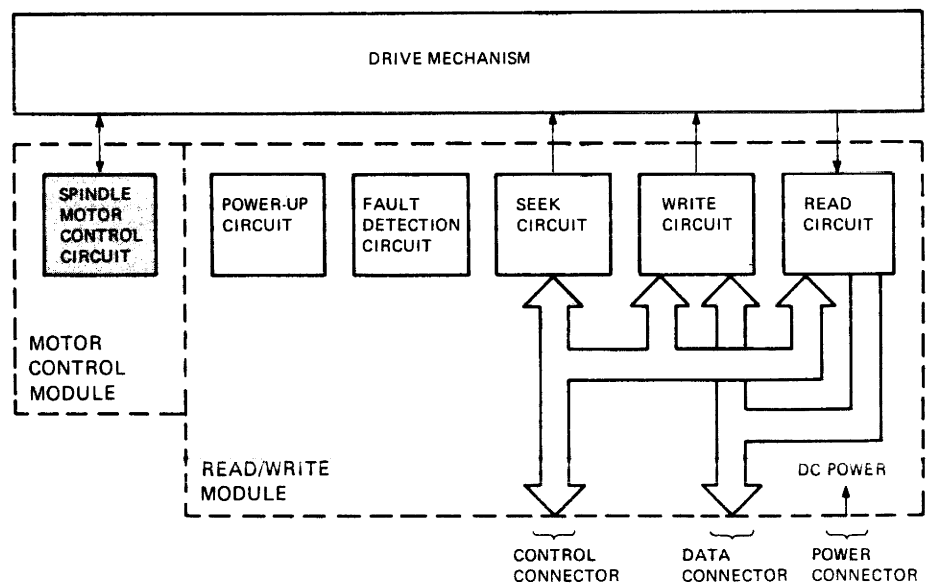 DRIVE MECHANISM
SPINDLE
MOTOR
CONTROL
CIRCUIT
POWER-UP
CIRCUIT
FAULT
DETECTION
CIRCUIT
SEEK
CIRCUIT
WRITE
CIRCUIT
READ
CIRCUIT
MOTOR
CONTROL
MODULE
READ/WRITE
MODULE
DC POWER
CONTROL
CONNECTOR
DATA
CONNECTOR
POWER
CONNECTOR